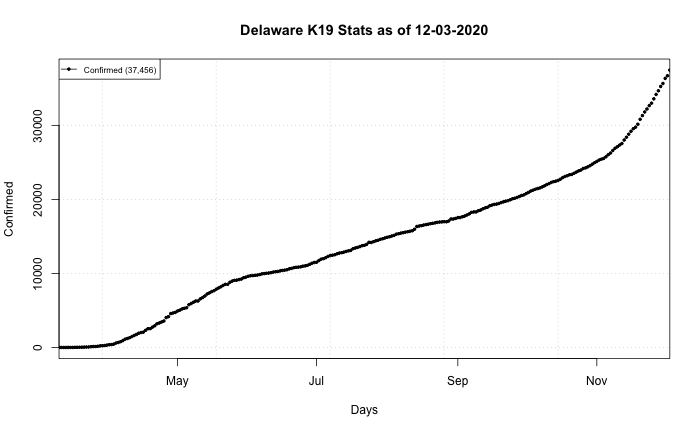 Delaware K19 Stats as of 12-03-2020
Confirmed (37,456)
Confirmed
30000
20000
10000
0
May Jul Sep Nov
Days